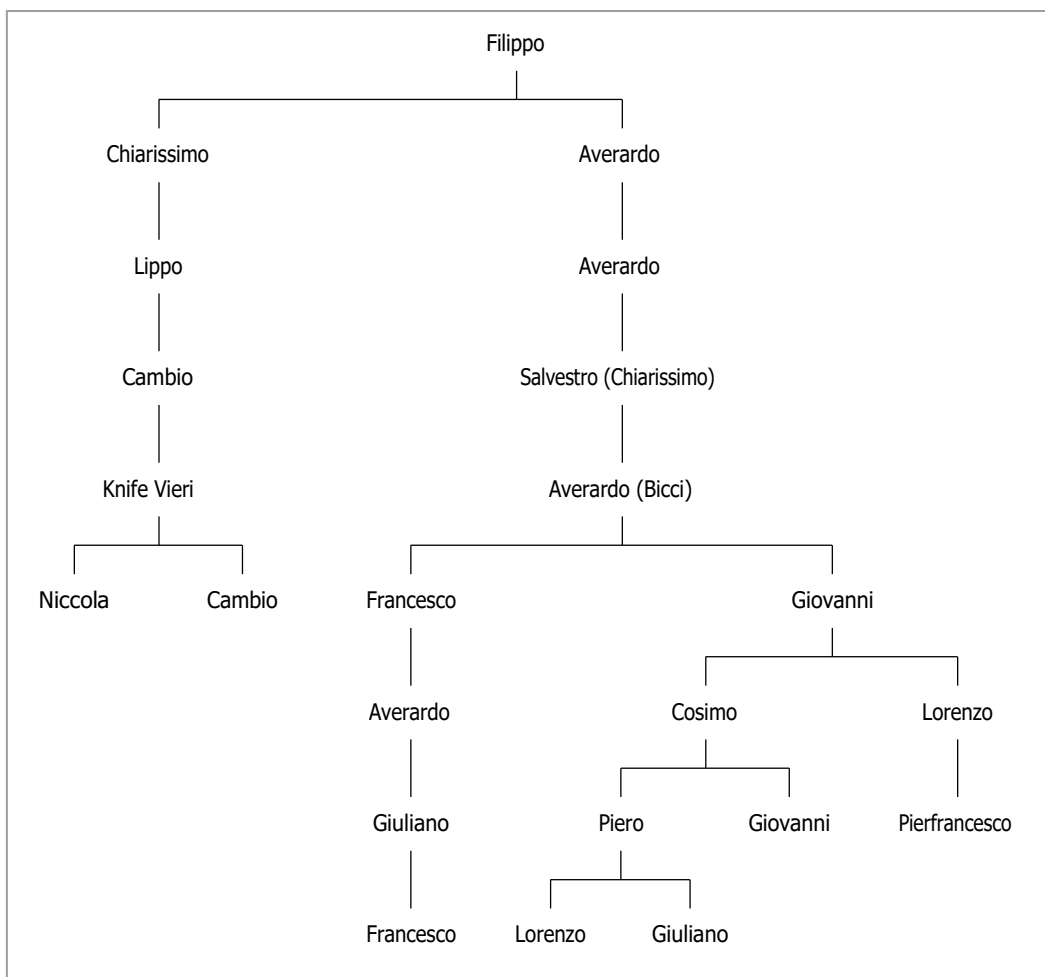 Filippo
Chiarissimo Averardo
Lippo Averardo
Cambio Salvestro (Chiarissimo)
Knife Vieri Averardo (Bicci)
Niccola Cambio Francesco Giovanni
Averardo Cosimo Lorenzo
Giuliano Piero Giovanni Pierfrancesco
Francesco Lorenzo Giuliano